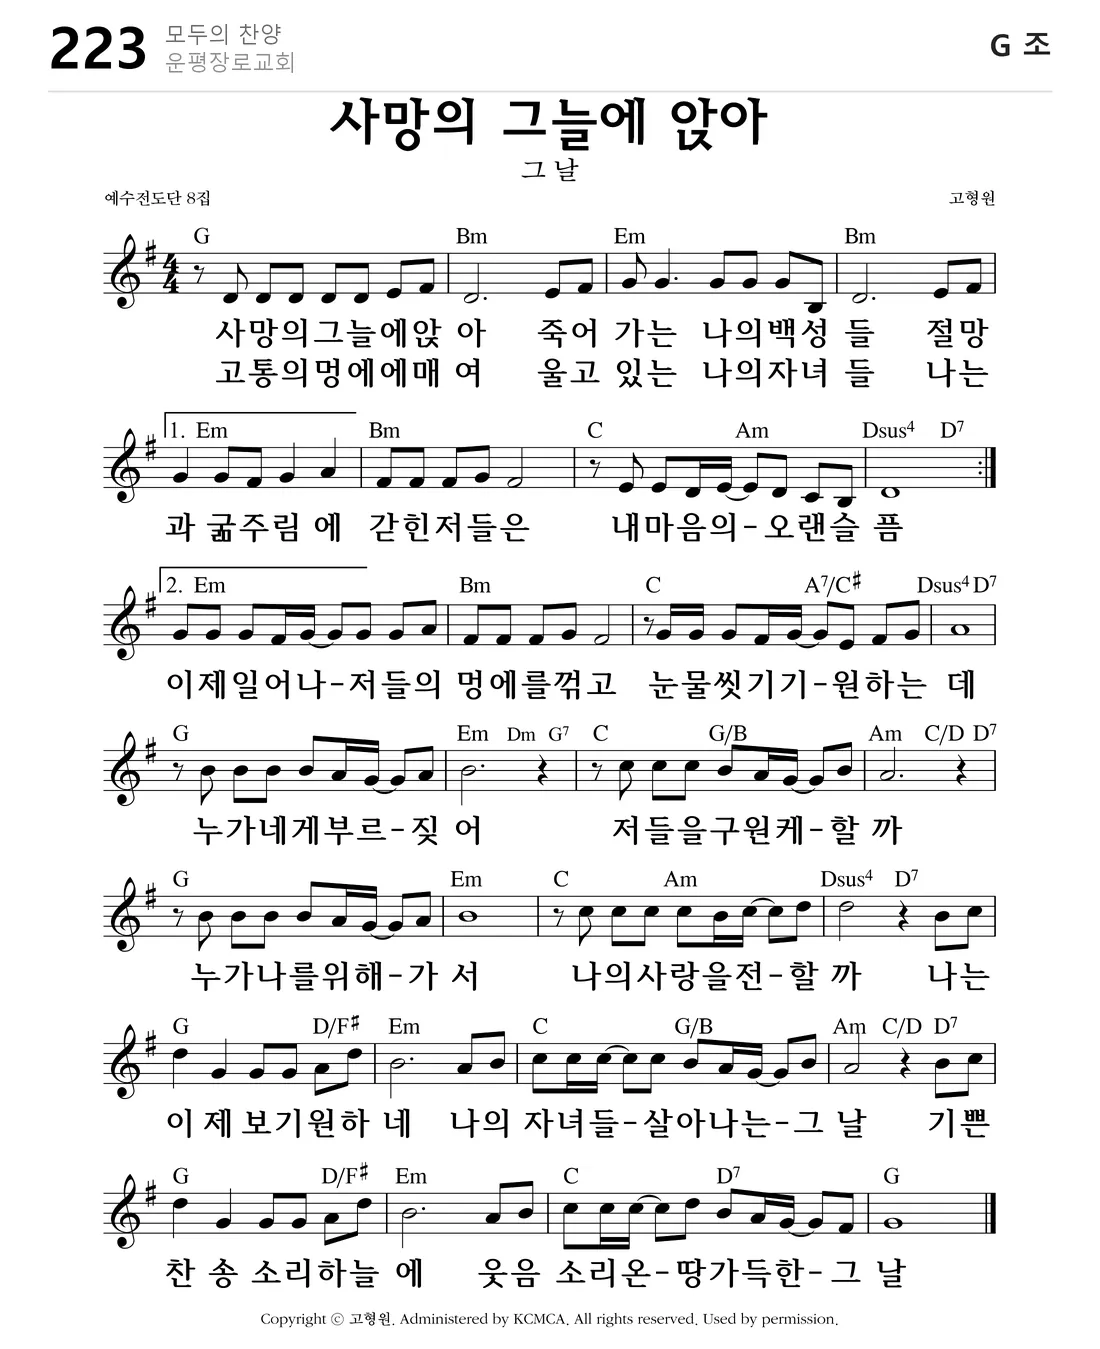 223 모두의 찬양
운평장로교회
G 조
사망의 그늘에 앉아
그 날
예수전도단 8집 고형원
G Bm Em Bm
사망의그늘에앉 아 죽어 가는 나의백성 들 절망
고통의멍에에매 여 울고 있는 나의자녀 들 나는
1. Em Bm C Am Dsus4 D7
과 굶주림 에 갇힌저들은 내마음의-오랜슬 픔
2. Em Bm C A7/C# Dsus4 D7
이제일어나-저들의 멍에를꺾고 눈물씻기기-원하는 데
G Em Dm G7 C G/B Am C/D D7
누가네게부르-짖 어 저들을구원케-할 까
G Em C Am Dsus4 D7
누가나를위해-가 서 나의사랑을전-할 까 나는
G D/F# Em C G/B Am C/D D7
이 제 보기원하 네 나의 자녀들-살아나는-그 날 기쁜
G D/F# Em C D7 G
찬 송 소리하늘 에 웃음 소리온-땅가득한-그 날
Copyright ⓒ 고형원. Administered by KCMCA. All rights reserved. Used by permission.